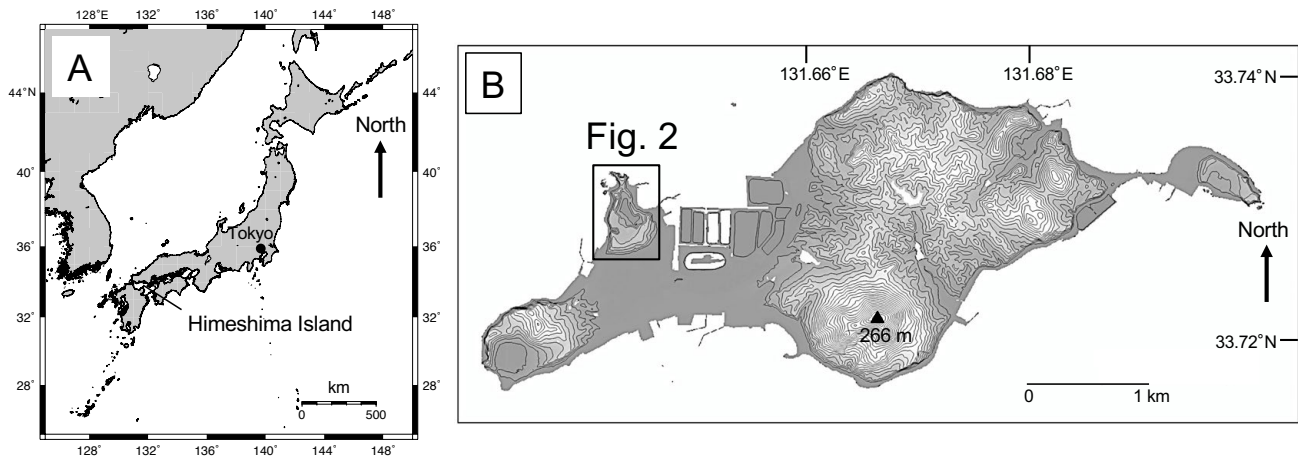 128˚E 132˚ 136˚ 140˚ 144˚ 148˚
A
44˚N
44˚
North
40˚
40˚
Tokyo
36˚
36˚
32˚
Himeshima Island
32˚
28˚
28˚
km
0 500
128˚ 132˚ 136˚ 140˚ 144˚ 148˚
B
131.66˚E 131.68˚E
33.74˚N
Fig. 2
North
266 m
33.72˚N
0 1 km